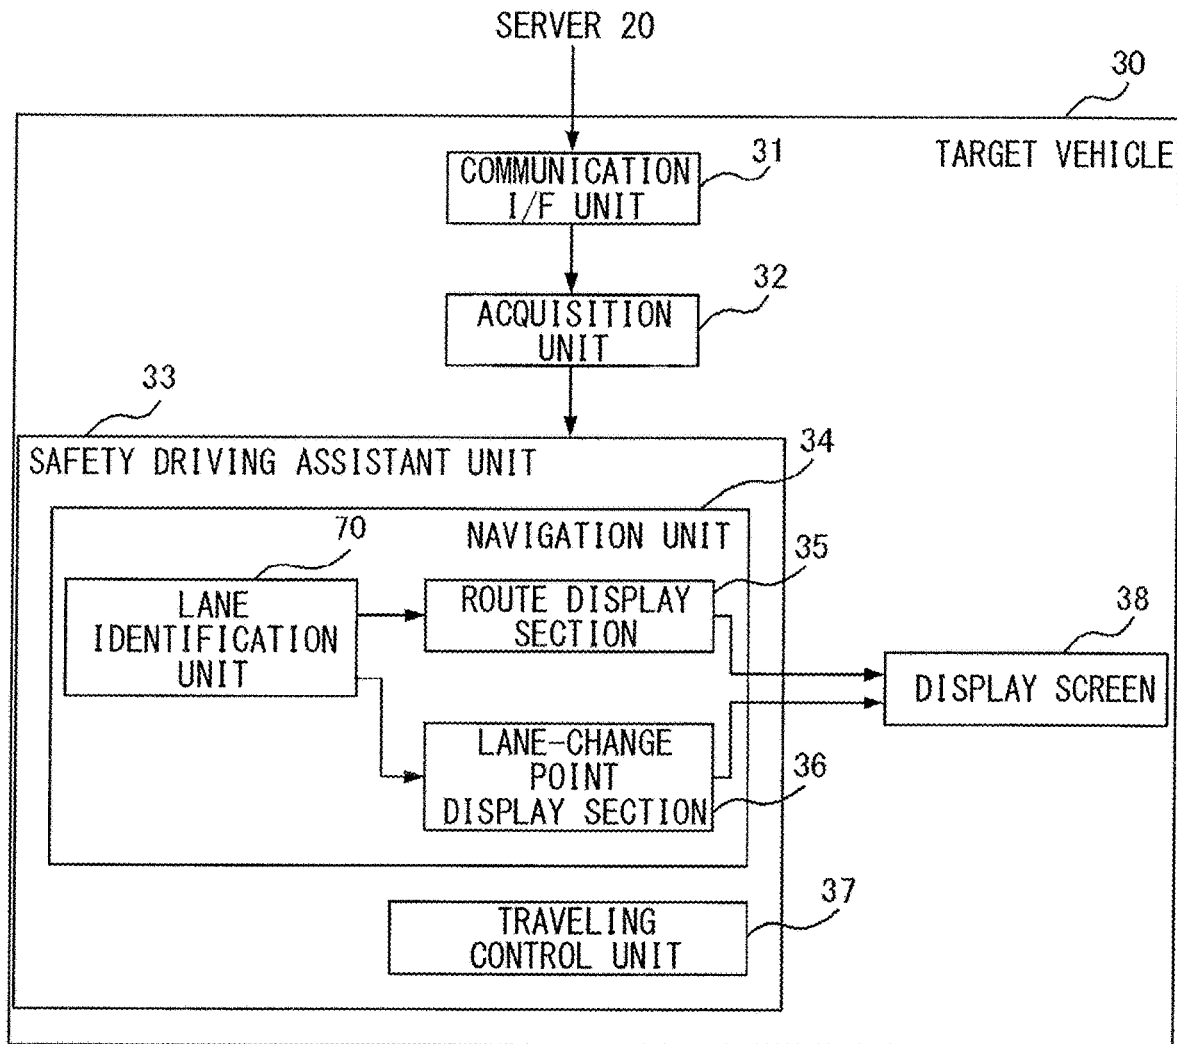 SERVER 20
30
TARGET VEHICLE
COMMUNICATION
I/F UNIT
31
ACQUISITION
UNIT
32
33
SAFETY DRIVING ASSISTANT UNIT
34
NAVIGATION UNIT
70
LANE
IDENTIFICATION
UNIT
35
ROUTE DISPLAY
SECTION
38
DISPLAY SCREEN
LANE-CHANGE
POINT
DISPLAY SECTION
36
37
TRAVELING
CONTROL UNIT